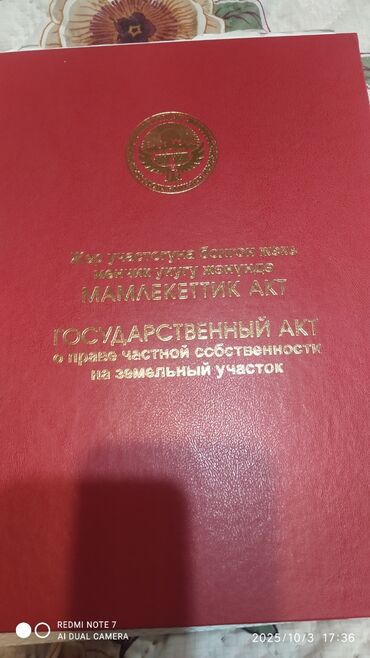 Жер участогуна болгон жеке
менчик укугу жөнүндө
МАМЛЕКЕТТИК АКТ
ГОСУДАРСТВЕННЫЙ АКТ
о праве частной собственности
на земельный участок
REDMI NOTE 7
AI DUAL CAMERA
2025/10/3 17:36